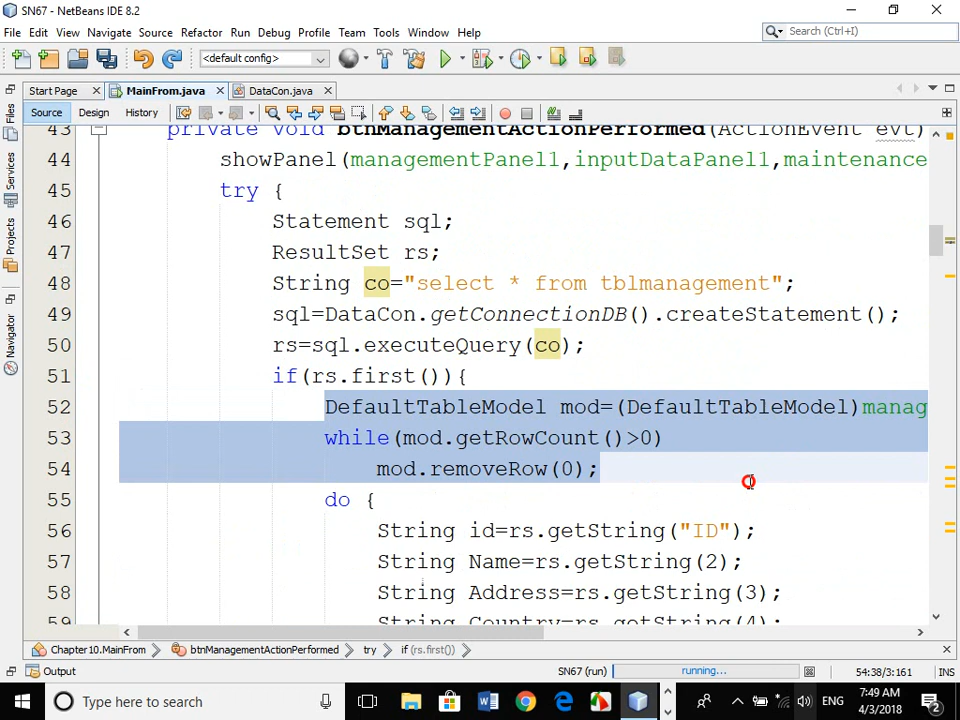 SN67 - NetBeans IDE 8.2
File Edit View Navigate Source Refactor Run Debug Profile Team Tools Window Help
Search (Ctrl+I)
<default config>
Start Page MainFrom.java DataCon.java
Source Design History
Files
Services
Projects
Navigator
43 private void btnManagementActionPerformed(ActionEvent evt)
44 showPanel(managementPanel1,inputDataPanel1,maintenance
45 try {
46 Statement sql;
47 ResultSet rs;
48 String co="select * from tblmanagement";
49 sql=DataCon.getConnectionDB().createStatement();
50 rs=sql.executeQuery(co);
51 if(rs.first()){
52 DefaultTableModel mod=(DefaultTableModel)manag
53 while(mod.getRowCount()>0)
54 mod.removeRow(0);
55 do {
56 String id=rs.getString("ID");
57 String Name=rs.getString(2);
58 String Address=rs.getString(3);
59 String Country=rs.getString(4);
Chapter10.MainFrom btnManagementActionPerformed try if (rs.first())
Output SN67 (run) running... 54:38/3:161 INS
Type here to search ENG 7:49 AM
4/3/2018 2